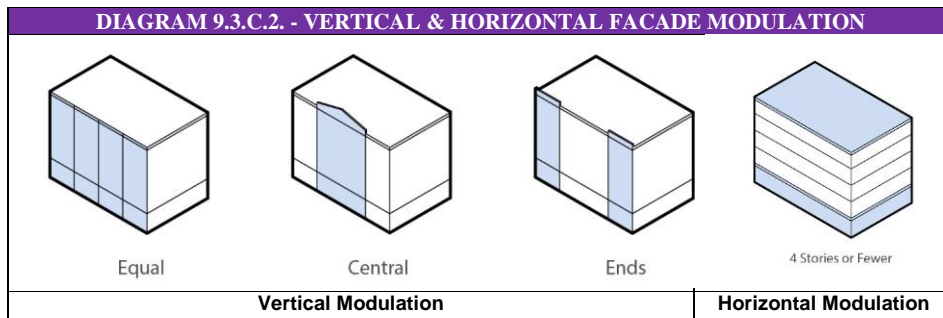 DIAGRAM 9.3.C.2. - VERTICAL & HORIZONTAL FACADE MODULATION
Equal
Central
Ends
4 Stories or Fewer
Vertical Modulation
Horizontal Modulation